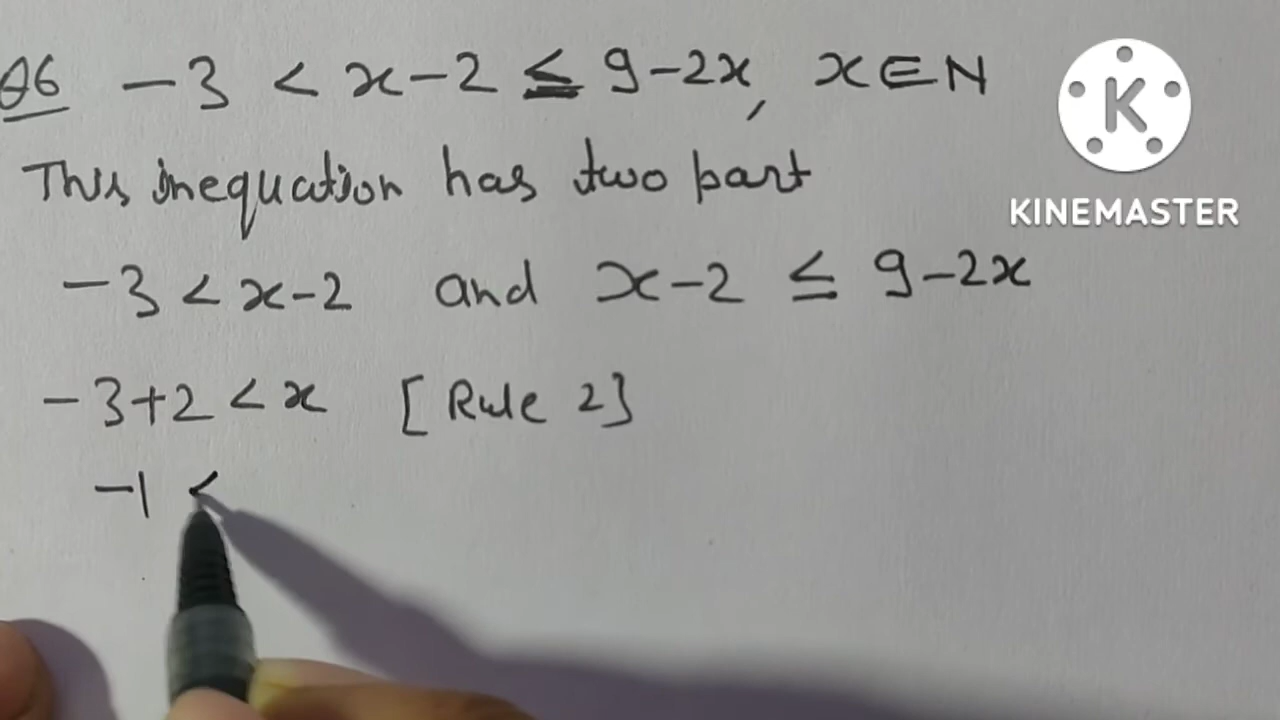 Q6 -3 < x-2 ≤ 9-2x, x∈N
This inequation has two part
-3 < x-2 and x-2 ≤ 9-2x
-3+2 < x [Rule 2]
-1 <
K
KINEMASTER